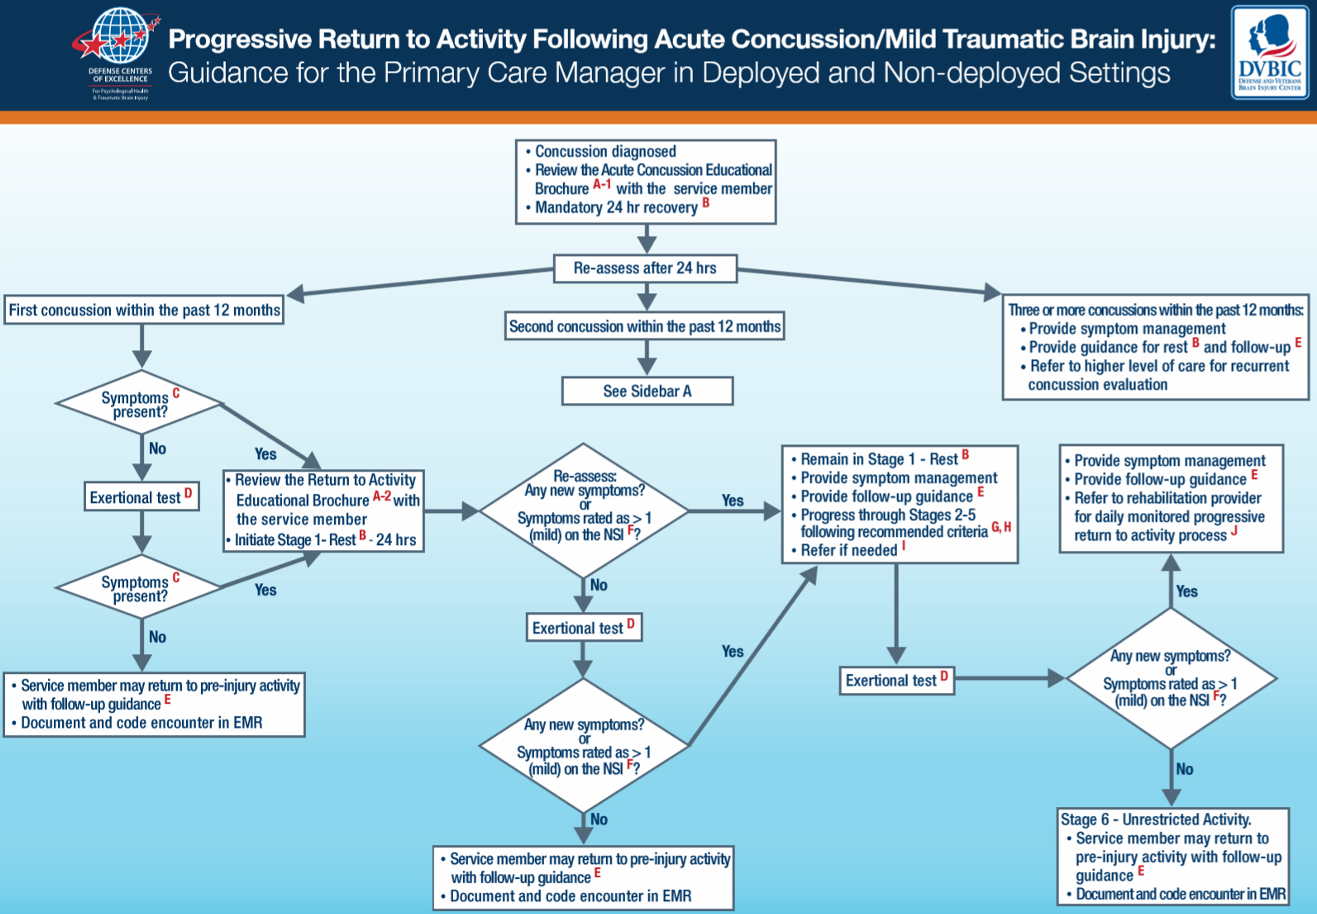 Progressive Return to Activity Following Acute Concussion/Mild Traumatic Brain Injury:
Guidance for the Primary Care Manager in Deployed and Non-deployed Settings
DEFENSE CENTERS
OF EXCELLENCE
For Psychological Health
& Traumatic Brain Injury
DVBIC
DEFENSE AND VETERANS
BRAIN INJURY CENTER
• Concussion diagnosed
• Review the Acute Concussion Educational
Brochure A-1 with the service member
• Mandatory 24 hr recovery B
Re-assess after 24 hrs
First concussion within the past 12 months
Second concussion within the past 12 months
See Sidebar A
Three or more concussions within the past 12 months:
• Provide symptom management
• Provide guidance for rest B and follow-up E
• Refer to higher level of care for recurrent
concussion evaluation
Symptoms C
present?
No
Yes
Exertional test D
Symptoms C
present?
Yes
No
• Service member may return to pre-injury activity
with follow-up guidance E
• Document and code encounter in EMR
• Review the Return to Activity
Educational Brochure A-2 with
the service member
• Initiate Stage 1- Rest B - 24 hrs
Re-assess:
Any new symptoms?
or
Symptoms rated as > 1
(mild) on the NSI F?
Yes
No
Exertional test D
Any new symptoms?
or
Symptoms rated as > 1
(mild) on the NSI F?
Yes
No
• Service member may return to pre-injury activity
with follow-up guidance E
• Document and code encounter in EMR
• Remain in Stage 1 - Rest B
• Provide symptom management
• Provide follow-up guidance E
• Progress through Stages 2-5
following recommended criteria G, H
• Refer if needed I
Exertional test D
Any new symptoms?
or
Symptoms rated as > 1
(mild) on the NSI F?
Yes
• Provide symptom management
• Provide follow-up guidance E
• Refer to rehabilitation provider
for daily monitored progressive
return to activity process J
No
Stage 6 - Unrestricted Activity.
• Service member may return to
pre-injury activity with follow-up
guidance E
• Document and code encounter in EMR